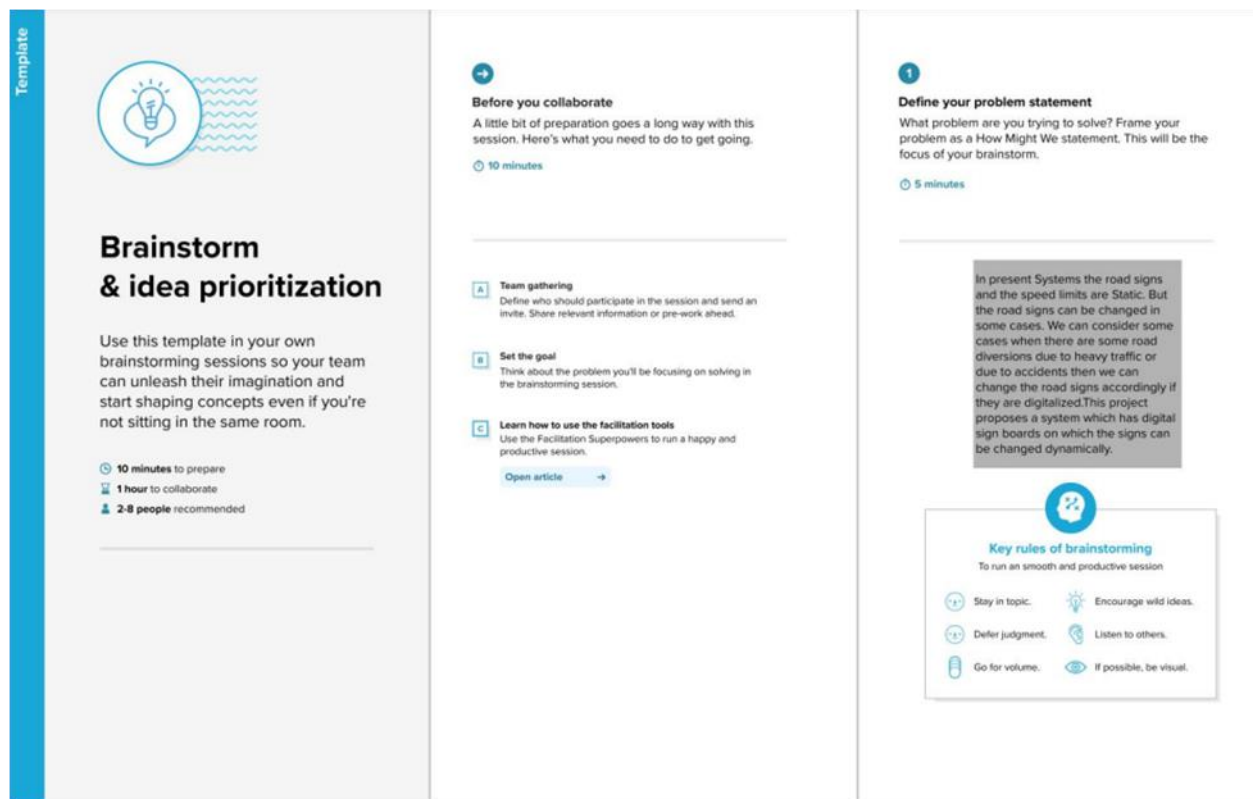 Template
Brainstorm
& idea prioritization
Use this template in your own
brainstorming sessions so your team
can unleash their imagination and
start shaping concepts even if you're
not sitting in the same room.
10 minutes to prepare
1 hour to collaborate
2-8 people recommended
Before you collaborate
A little bit of preparation goes a long way with this
session. Here's what you need to do to get going.
10 minutes
A
Team gathering
Define who should participate in the session and send an
invite. Share relevant information or pre-work ahead.
B
Set the goal
Think about the problem you'll be focusing on solving in
the brainstorming session.
C
Learn how to use the facilitation tools
Use the Facilitation Superpowers to run a happy and
productive session.
Open article
1
Define your problem statement
What problem are you trying to solve? Frame your
problem as a How Might We statement. This will be the
focus of your brainstorm.
5 minutes
In present Systems the road signs
and the speed limits are Static. But
the road signs can be changed in
some cases. We can consider some
cases when there are some road
diversions due to heavy traffic or
due to accidents then we can
change the road signs accordingly if
they are digitalized.This project
proposes a system which has digital
sign boards on which the signs can
be changed dynamically.
Key rules of brainstorming
To run an smooth and productive session
Stay in topic.
Encourage wild ideas.
Defer judgment.
Listen to others.
Go for volume.
If possible, be visual.